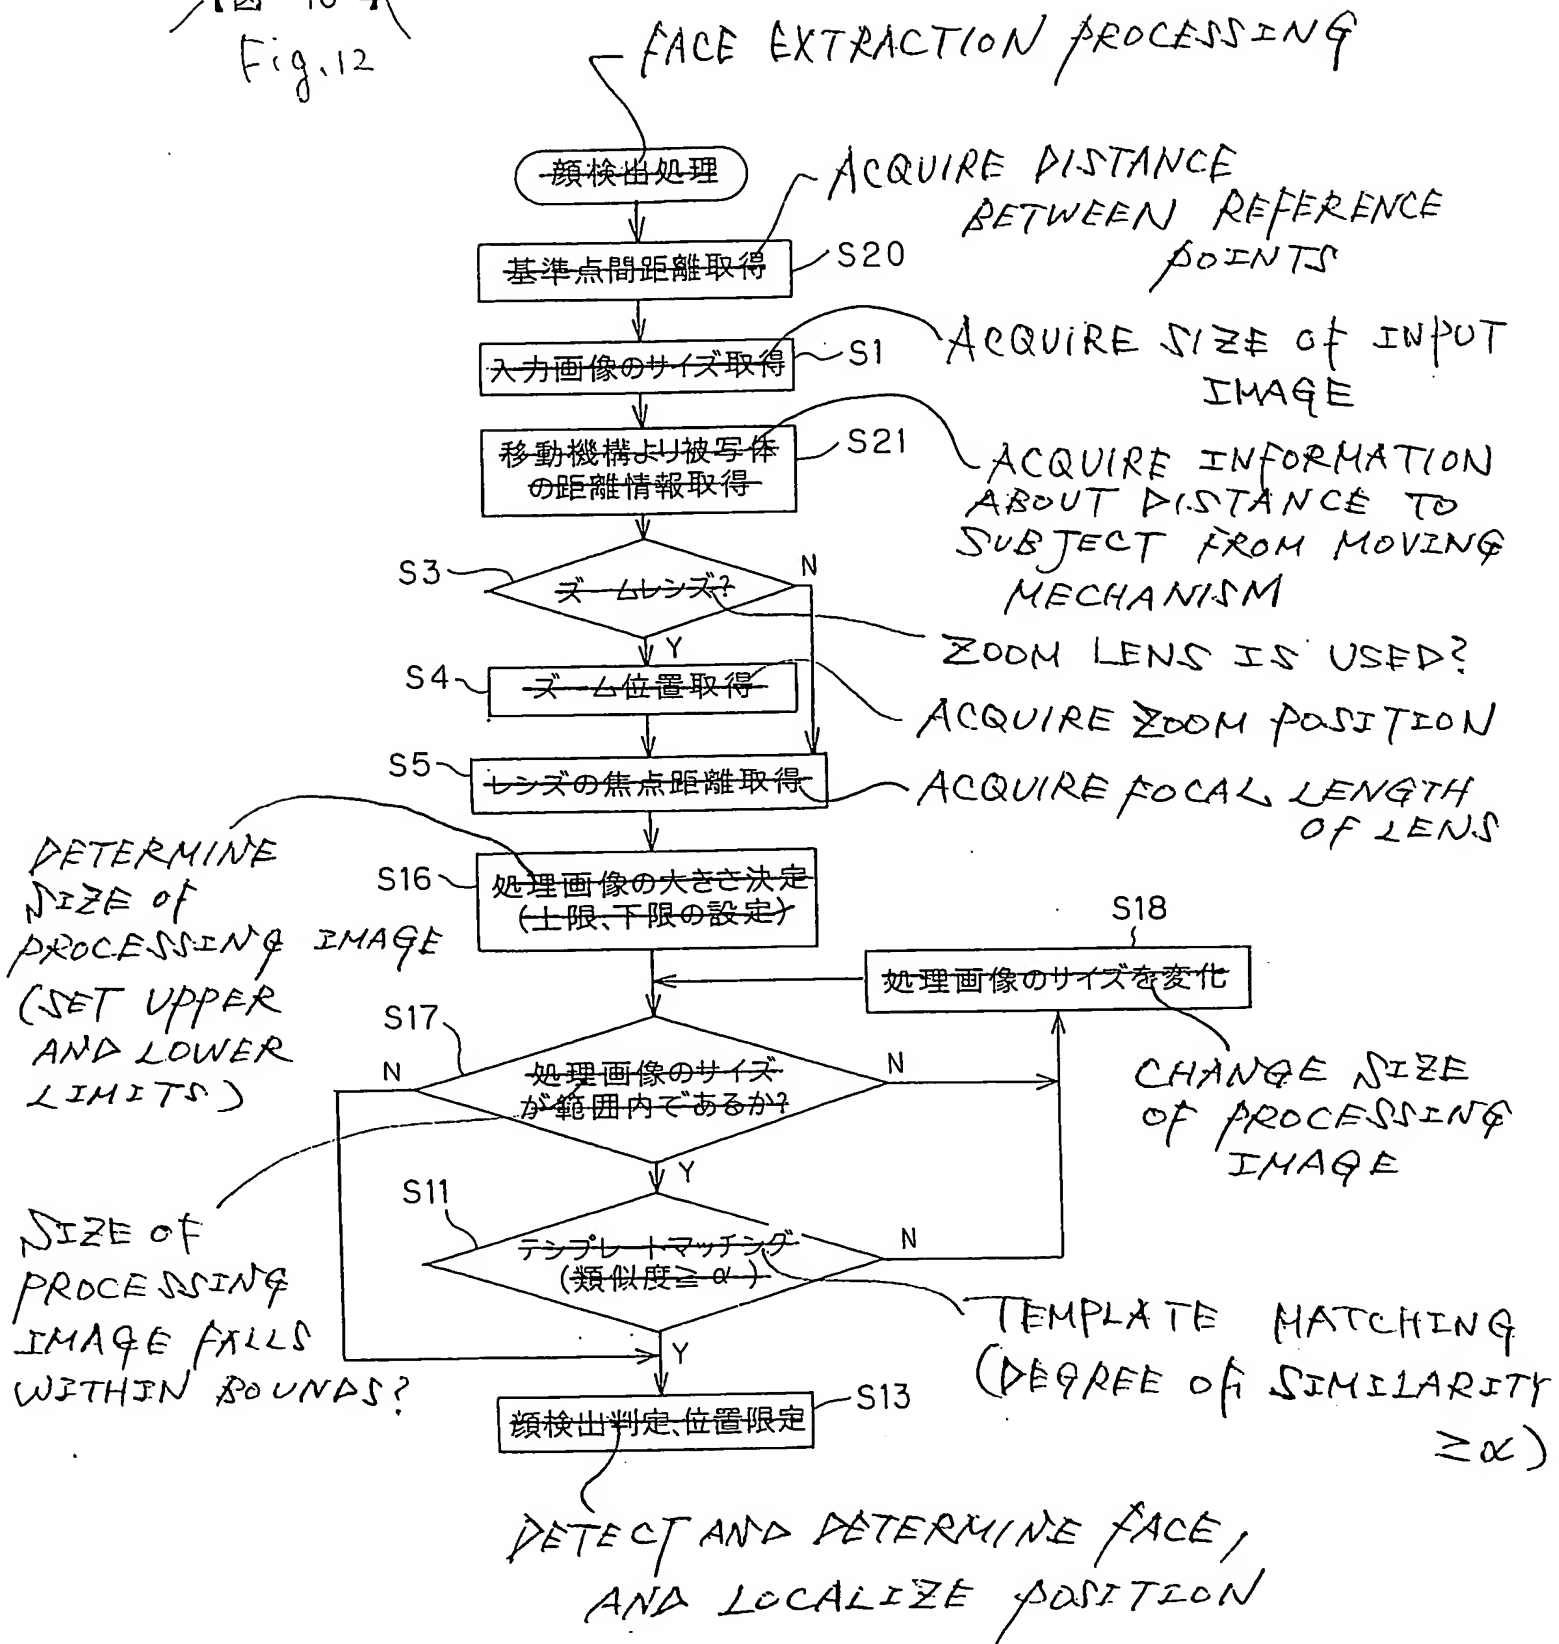 【図 16】
Fig.12
FACE EXTRACTION PROCESSING
顔検出処理
ACQUIRE DISTANCE
BETWEEN REFERENCE
POINTS
基準点間距離取得
S20
入力画像のサイズ取得
S1
ACQUIRE SIZE OF INPUT
IMAGE
移動機構より被写体
の距離情報取得
S21
ACQUIRE INFORMATION
ABOUT DISTANCE TO
SUBJECT FROM MOVING
MECHANISM
S3
ズームレンズ?
N
Y
ZOOM LENS IS USED?
S4
ズーム位置取得
ACQUIRE ZOOM POSITION
S5
レンズの焦点距離取得
ACQUIRE FOCAL LENGTH
OF LENS
DETERMINE
SIZE OF
PROCESSING IMAGE
(SET UPPER
AND LOWER
LIMITS)
S16
処理画像の大きさ決定
(上限、下限の設定)
S18
処理画像のサイズを変化
CHANGE SIZE
OF PROCESSING
IMAGE
S17
N
処理画像のサイズ
が範囲内であるか?
N
Y
SIZE OF
PROCESSING
IMAGE FALLS
WITHIN BOUNDS?
S11
テンプレートマッチング
(類似度≧α)
N
Y
TEMPLATE MATCHING
(DEGREE OF SIMILARITY
≥α)
顔検出判定、位置限定
S13
DETECT AND DETERMINE FACE,
AND LOCALIZE POSITION